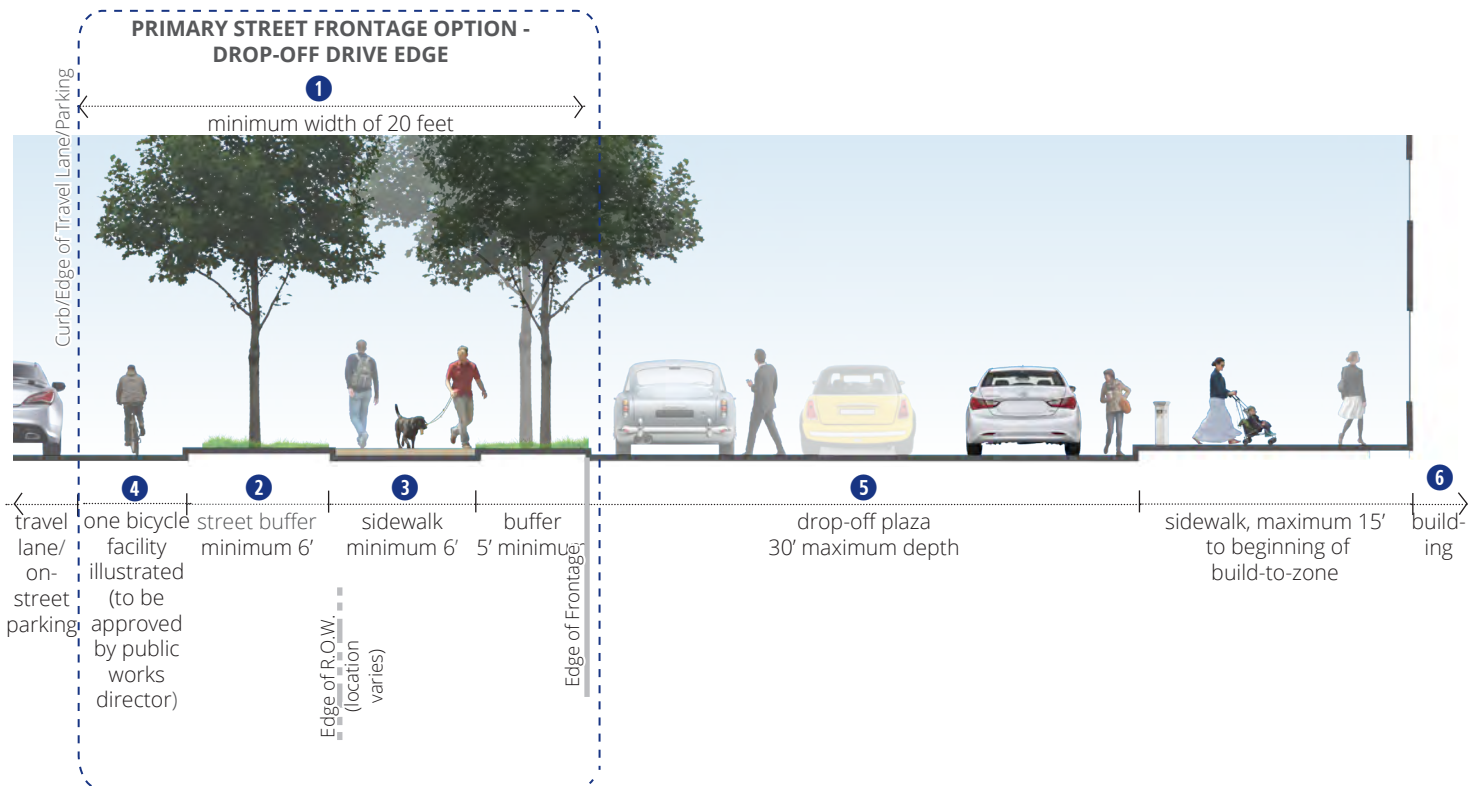 PRIMARY STREET FRONTAGE OPTION -
DROP-OFF DRIVE EDGE
1
minimum width of 20 feet
Curb/Edge of Travel Lane/Parking
4
2
3
5
6
travel
lane/
on-
street
parking
one bicycle
facility
illustrated
(to be
approved
by public
works
director)
street buffer
minimum 6’
sidewalk
minimum 6’
buffer
5’ minimum
Edge of R.O.W.
(location
varies)
Edge of Frontage
drop-off plaza
30’ maximum depth
sidewalk, maximum 15’
to beginning of
build-to-zone
build-
ing